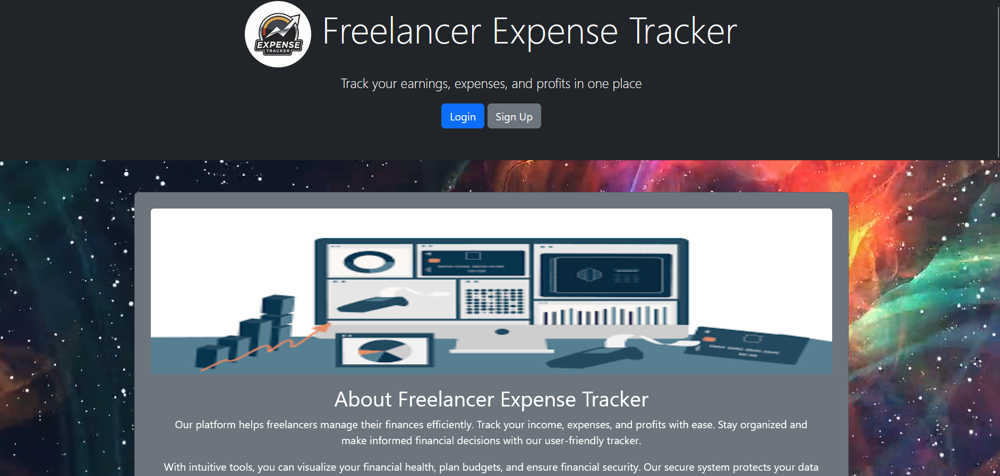 EXPENSE
TRACKER
Freelancer Expense Tracker
Track your earnings, expenses, and profits in one place
Login
Sign Up
About Freelancer Expense Tracker
Our platform helps freelancers manage their finances efficiently. Track your income, expenses, and profits with ease. Stay organized and
make informed financial decisions with our user-friendly tracker.
With intuitive tools, you can visualize your financial health, plan budgets, and ensure financial security. Our secure system protects your data